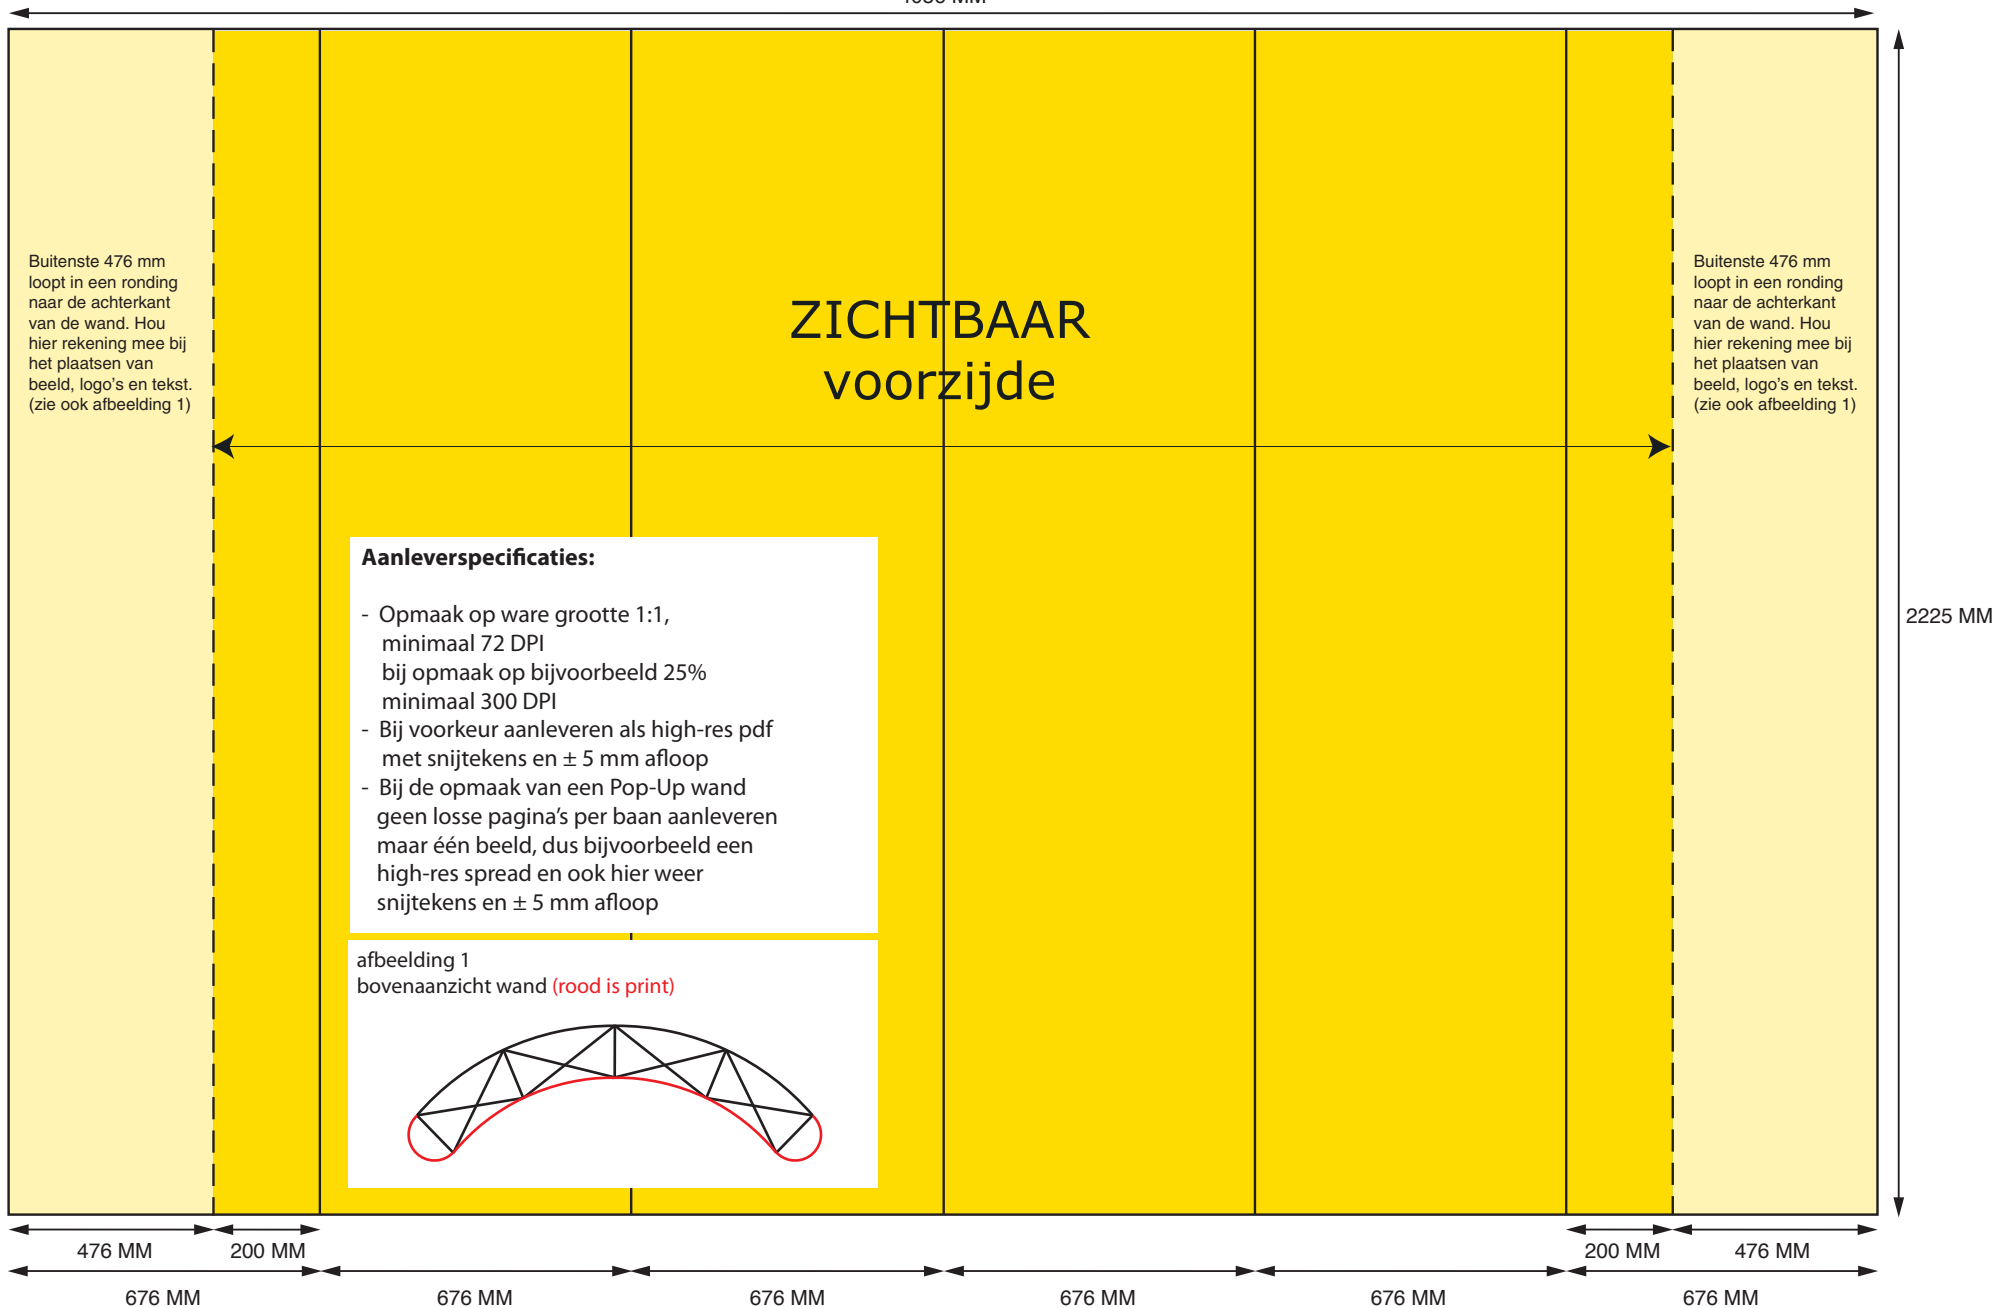 Buitenste 476 mm
loopt in een ronding
naar de achterkant
van de wand. Hou
hier rekening mee bij
het plaatsen van
beeld, logo’s en tekst.
(zie ook afbeelding 1)
ZICHTBAAR
voorzijde
Buitenste 476 mm
loopt in een ronding
naar de achterkant
van de wand. Hou
hier rekening mee bij
het plaatsen van
beeld, logo’s en tekst.
(zie ook afbeelding 1)
2225 MM
Aanleverspecificaties:
- Opmaak op ware grootte 1:1,
minimaal 72 DPI
bij opmaak op bijvoorbeeld 25%
minimaal 300 DPI
- Bij voorkeur aanleveren als high-res pdf
met snijtekens en ± 5 mm afloop
- Bij de opmaak van een Pop-Up wand
geen losse pagina’s per baan aanleveren
maar één beeld, dus bijvoorbeeld een
high-res spread en ook hier weer
snijtekens en ± 5 mm afloop
afbeelding 1
bovenaanzicht wand (rood is print)
476 MM 200 MM 200 MM 476 MM
676 MM 676 MM 676 MM 676 MM 676 MM 676 MM